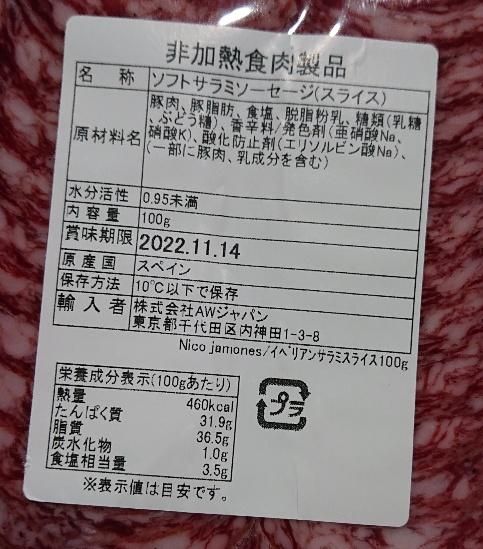 非加熱食肉製品
名 称 ソフトサラミソーセージ(スライス)
原材料名 豚肉、豚脂肪、食塩、脱脂粉乳、糖類(乳糖
、ぶどう糖)、香辛料/発色剤(亜硝酸Na、
硝酸K)、酸化防止剤(エリソルビン酸Na)、
(一部に豚肉、乳成分を含む)
水分活性 0.95未満
内 容 量 100g
賞味期限 2022.11.14
原 産 国 スペイン
保存方法 10℃以下で保存
輸 入 者 株式会社AWジャパン
東京都千代田区内神田1-3-8
Nico jamones/イベリアンサラミスライス100g
栄養成分表示(100gあたり)
熱量 460kcal
たんぱく質 31.9g
脂質 36.5g
炭水化物 1.0g
食塩相当量 3.5g
※表示値は目安です。
プラ